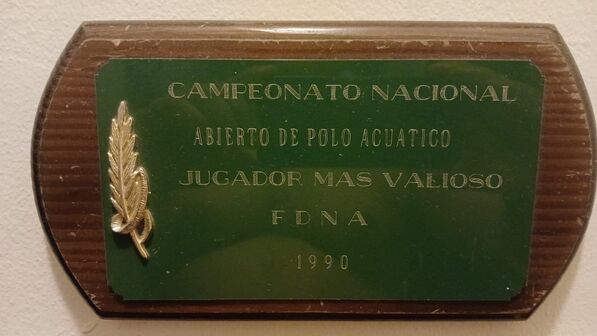 CAMPEONATO NACIONAL
ABIERTO DE POLO ACUATICO
JUGADOR MAS VALIOSO
FDNA
1990